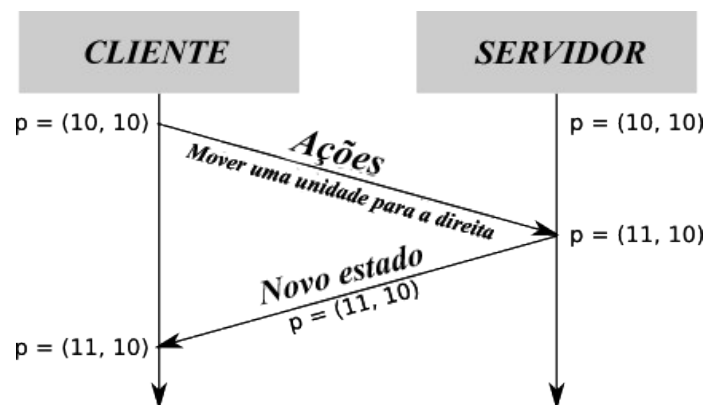 CLIENTE
SERVIDOR
p = (10, 10)
p = (10, 10)
Ações
Mover uma unidade para a direita
p = (11, 10)
Novo estado
p = (11, 10)
p = (11, 10)